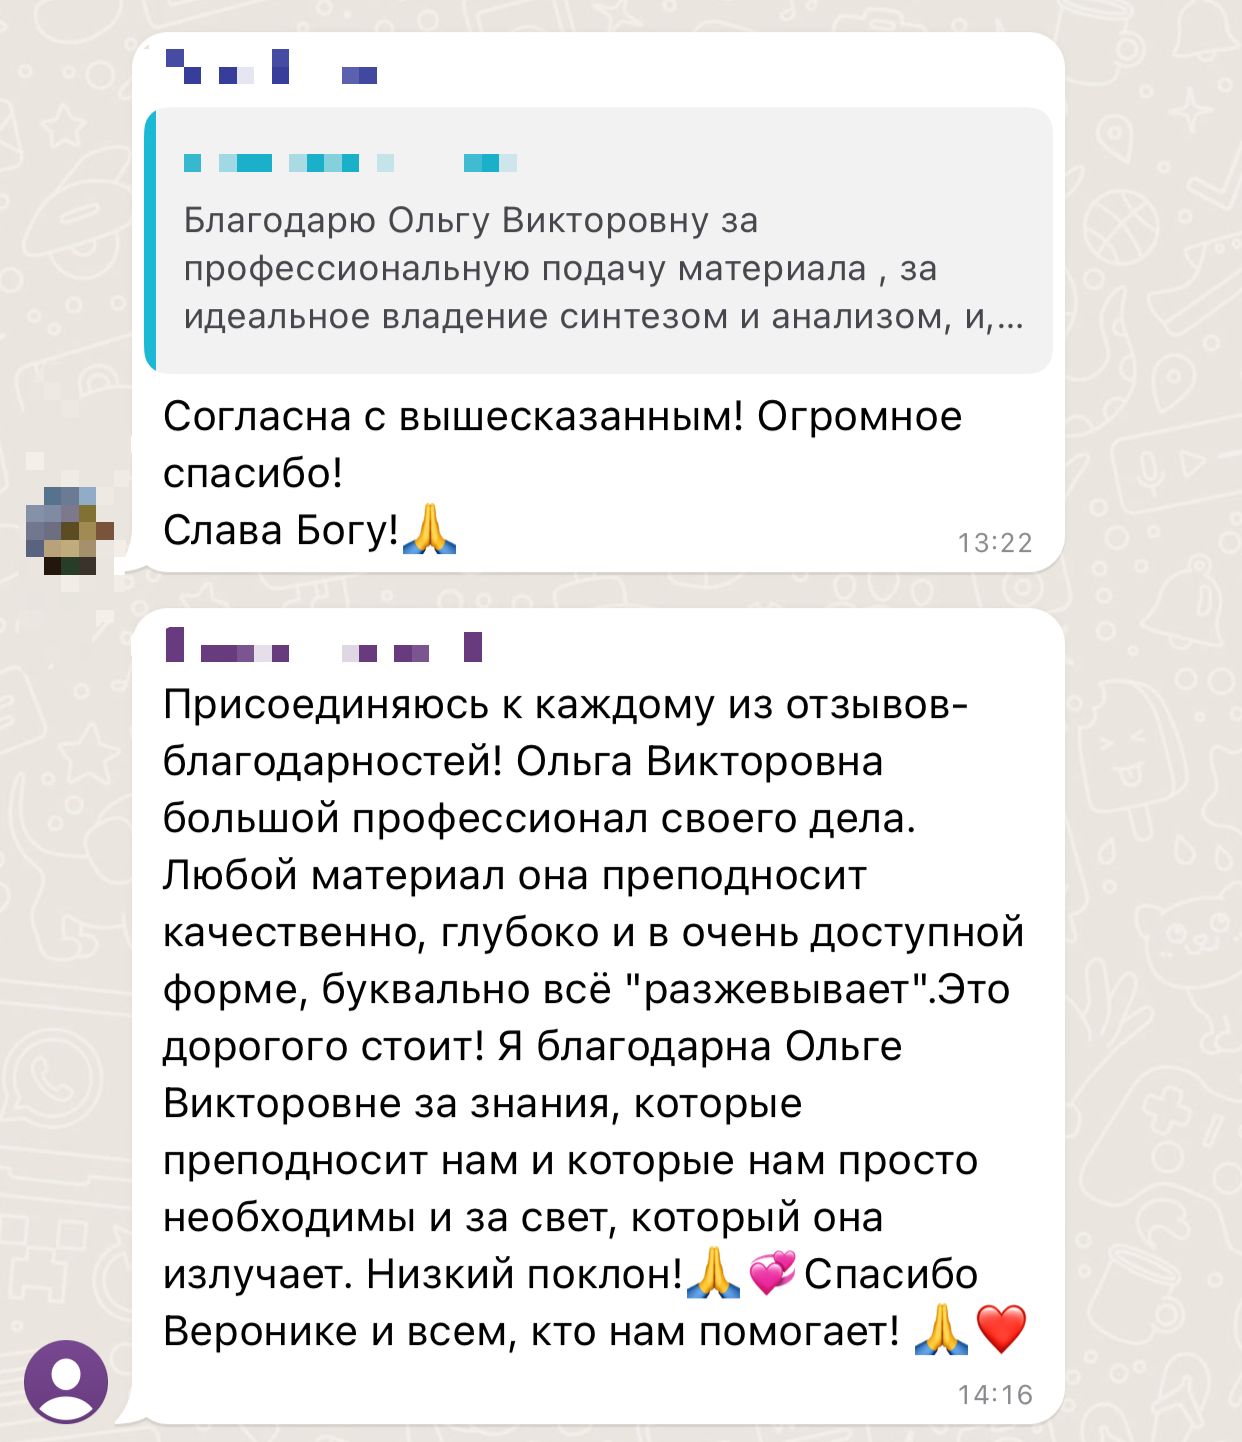 Благодарю Ольгу Викторовну за
профессиональную подачу материала , за
идеальное владение синтезом и анализом, и,...
Согласна с вышесказанным! Огромное
спасибо!
Слава Богу!🙏
13:22
Присоединяюсь к каждому из отзывов-
благодарностей! Ольга Викторовна
большой профессионал своего дела.
Любой материал она преподносит
качественно, глубоко и в очень доступной
форме, буквально всё "разжевывает".Это
дорогого стоит! Я благодарна Ольге
Викторовне за знания, которые
преподносит нам и которые нам просто
необходимы и за свет, который она
излучает. Низкий поклон!🙏💞Спасибо
Веронике и всем, кто нам помогает! 🙏❤️
14:16